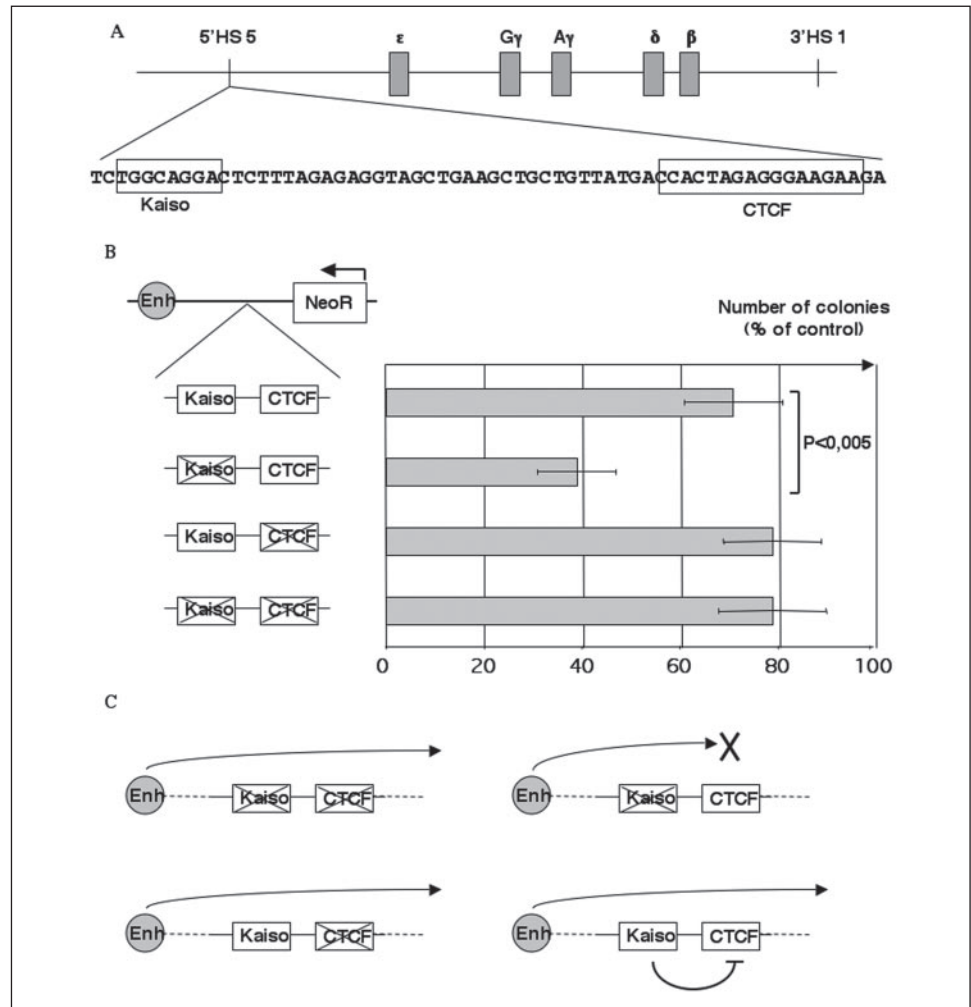 A
5'HS 5 ε Gγ Aγ δ β 3'HS 1
TCTGGCAGGACTCTTTAGAGAGGTAGCTGAAGCTGCTGTTATGACCACTAGAGGGAAGAAGA
Kaiso CTCF
B
Enh NeoR
Number of colonies
(% of control)
Kaiso CTCF
P<0,005
Kaiso CTCF
Kaiso CTCF
Kaiso CTCF
0 20 40 60 80 100
C
Enh Kaiso CTCF Enh Kaiso CTCF
Enh Kaiso CTCF Enh Kaiso CTCF